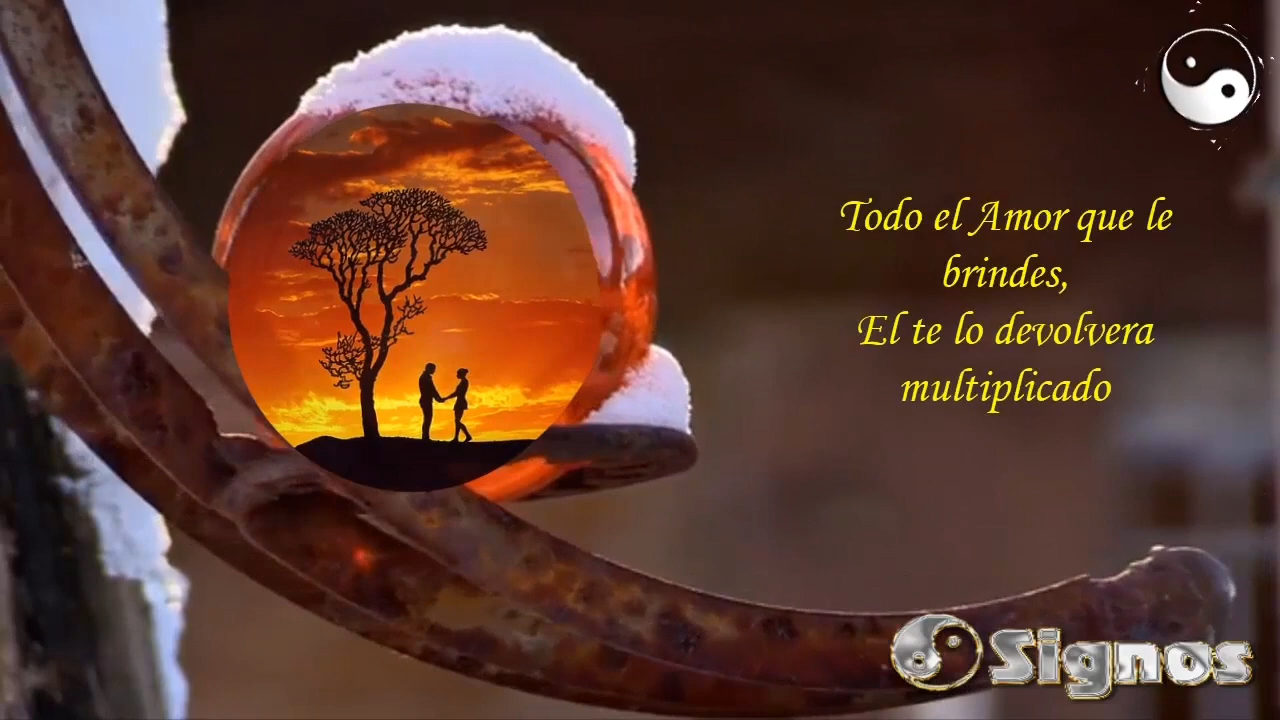 Todo el Amor que le
brindes,
El te lo devolvera
multiplicado
Signos